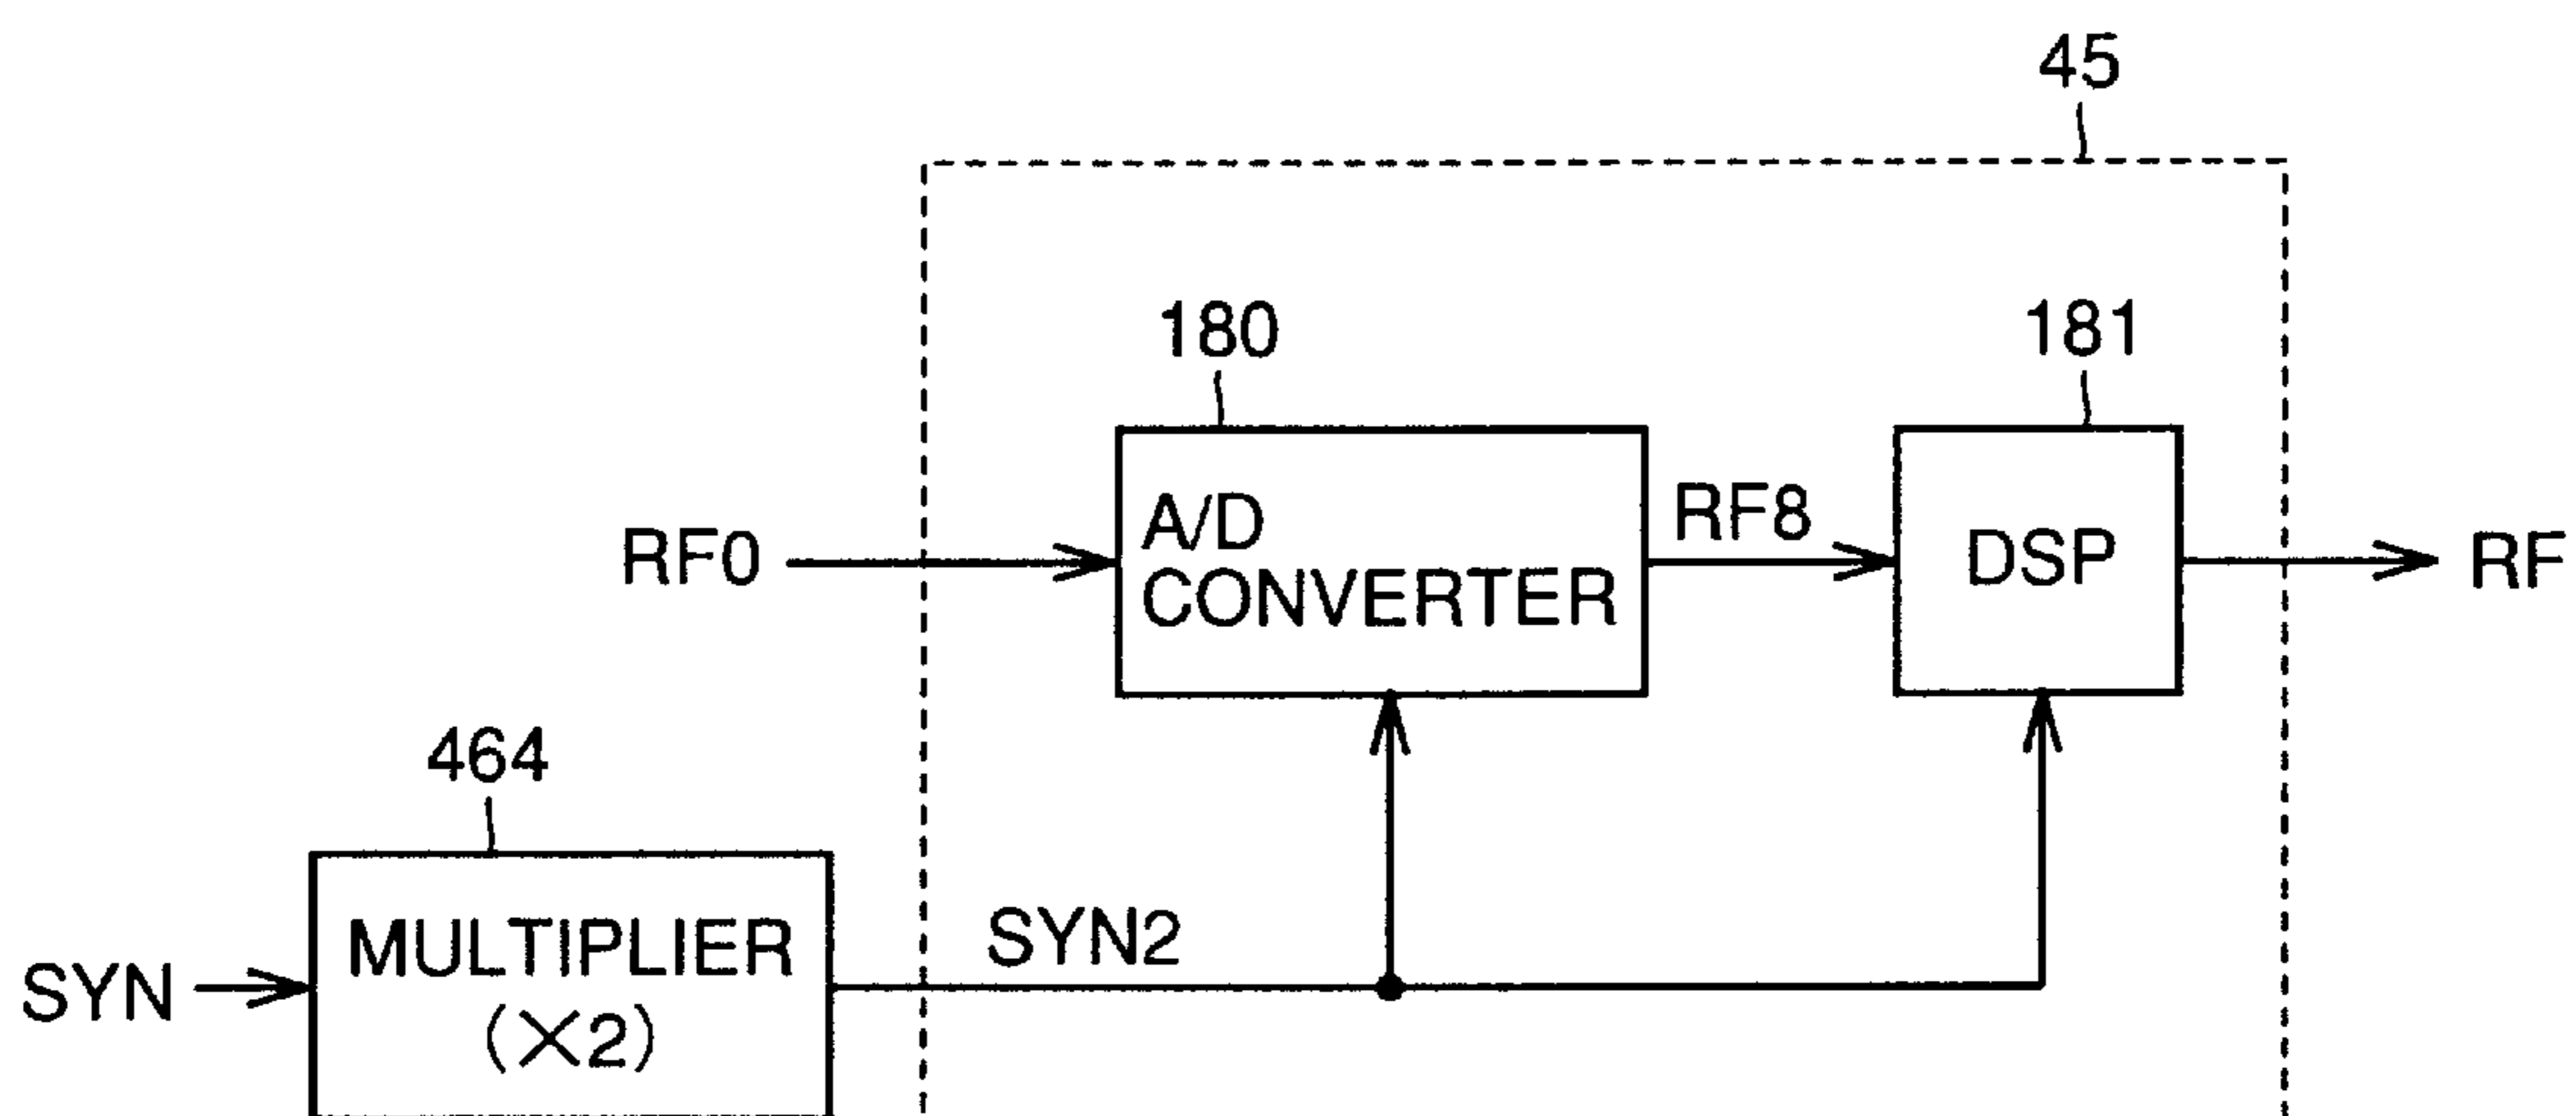 45
180
181
A/D
CONVERTER
RF8
DSP
RF0
RF
464
MULTIPLIER
(×2)
SYN
SYN2